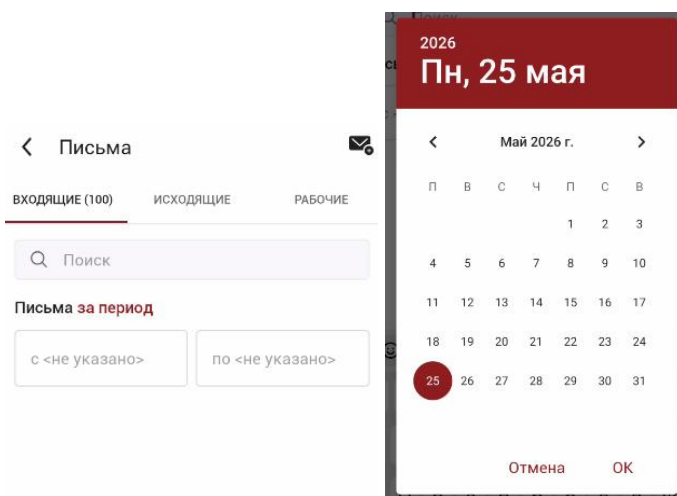 Письма
ВХОДЯЩИЕ (100) ИСХОДЯЩИЕ РАБОЧИЕ
Поиск
Письма за период
с <не указано> по <не указано>
Поиск
2026
Пн, 25 мая
Май 2026 г.
П В С Ч П С В
1 2 3
4 5 6 7 8 9 10
11 12 13 14 15 16 17
18 19 20 21 22 23 24
25 26 27 28 29 30 31
Отмена ОК